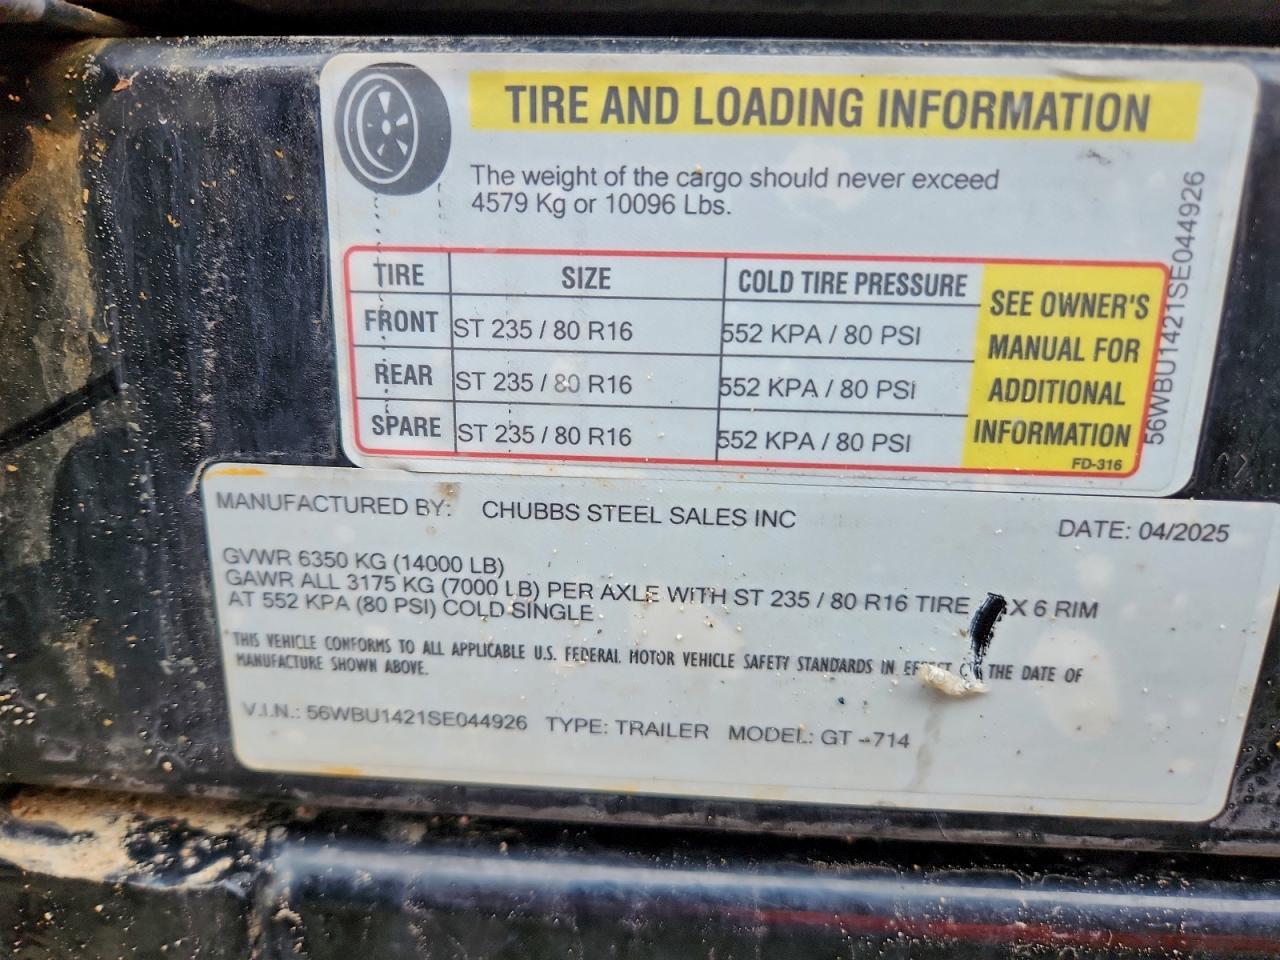 TIRE AND LOADING INFORMATION
The weight of the cargo should never exceed
4579 Kg or 10096 Lbs.
TIRE SIZE COLD TIRE PRESSURE
FRONT ST 235 / 80 R16 552 KPA / 80 PSI
REAR ST 235 / 80 R16 552 KPA / 80 PSI
SPARE ST 235 / 80 R16 552 KPA / 80 PSI
SEE OWNER'S
MANUAL FOR
ADDITIONAL
INFORMATION
FD-316
56WBU1421SE044926
MANUFACTURED BY: CHUBBS STEEL SALES INC DATE: 04/2025
GVWR 6350 KG (14000 LB)
GAWR ALL 3175 KG (7000 LB) PER AXLE WITH ST 235 / 80 R16 TIRE X 6 RIM
AT 552 KPA (80 PSI) COLD SINGLE
THIS VEHICLE CONFORMS TO ALL APPLICABLE U.S. FEDERAL MOTOR VEHICLE SAFETY STANDARDS IN EFFECT THE DATE OF
MANUFACTURE SHOWN ABOVE.
V.I.N.: 56WBU1421SE044926 TYPE: TRAILER MODEL: GT -714